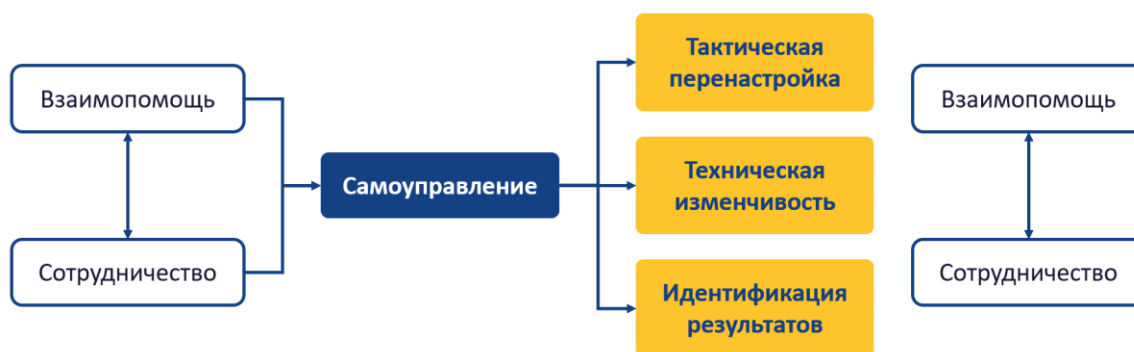 Взаимопомощь
Сотрудничество
Самоуправление
Тактическая
перенастройка
Техническая
изменчивость
Идентификация
результатов
Взаимопомощь
Сотрудничество